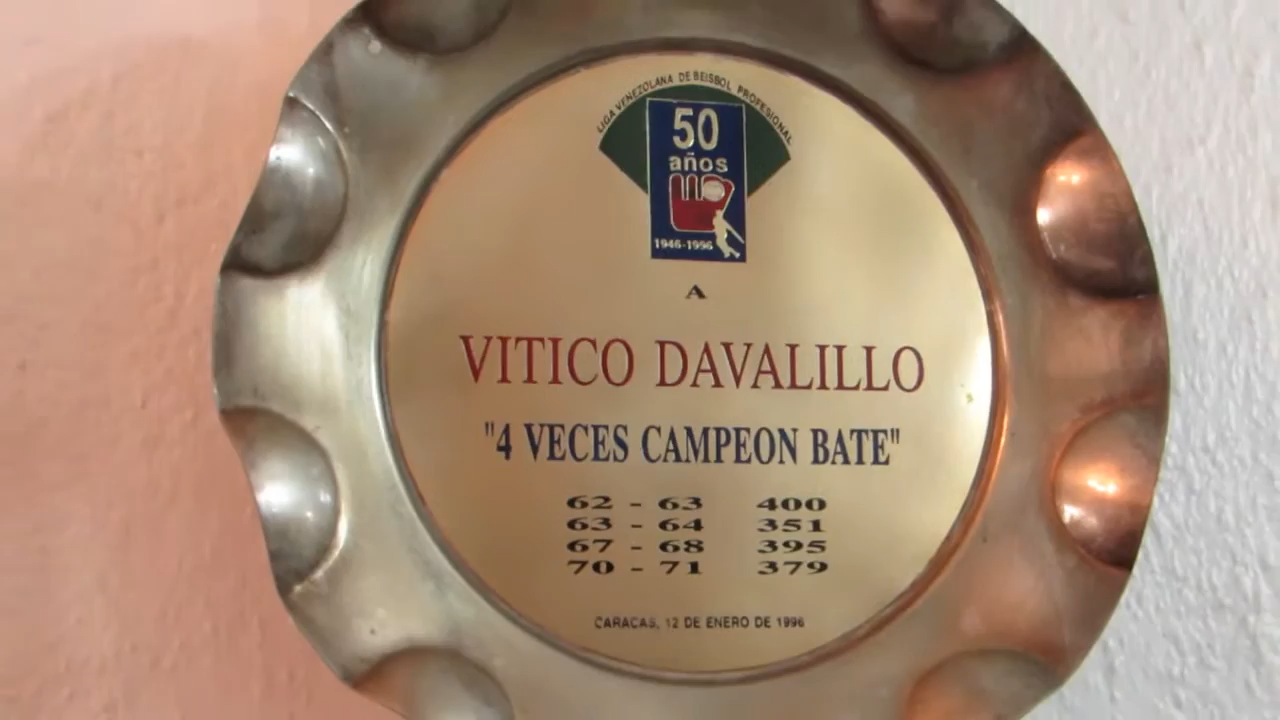 LIGA VENEZOLANA DE BEISBOL PROFESIONAL
50
años
1946-1996
A
VITICO DAVALILLO
"4 VECES CAMPEON BATE"
62 - 63 400
63 - 64 351
67 - 68 395
70 - 71 379
CARACAS, 12 DE ENERO DE 1996